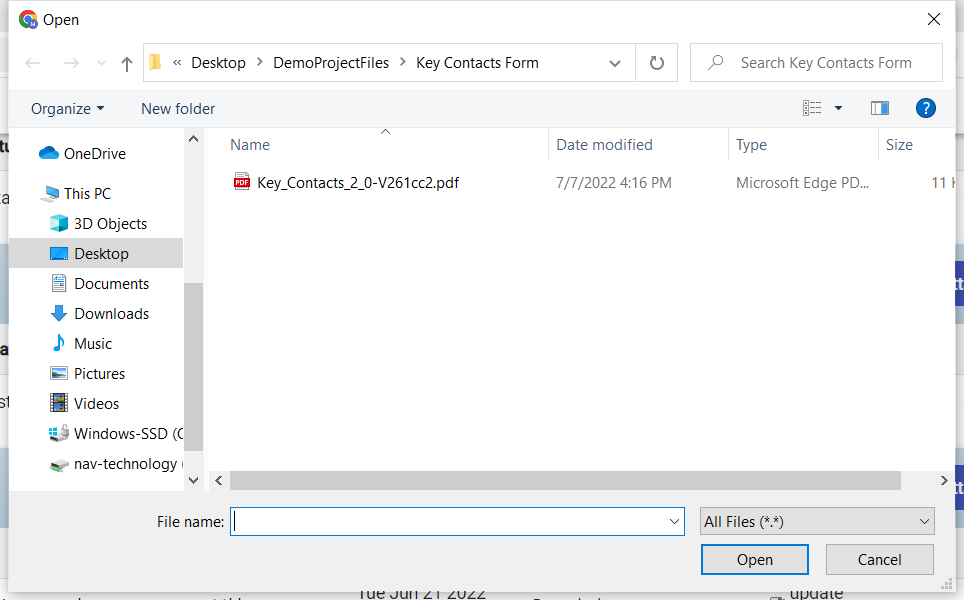 Open
« Desktop > DemoProjectFiles > Key Contacts Form
Search Key Contacts Form
Organize
New folder
?
OneDrive
This PC
3D Objects
Desktop
Documents
Downloads
Music
Pictures
Videos
Windows-SSD (C
nav-technology (
Name Date modified Type Size
PDF Key_Contacts_2_0-V261cc2.pdf 7/7/2022 4:16 PM Microsoft Edge PD... 11
File name:
All Files (*.*)
Open
Cancel
Tue Jun 21 2022
update